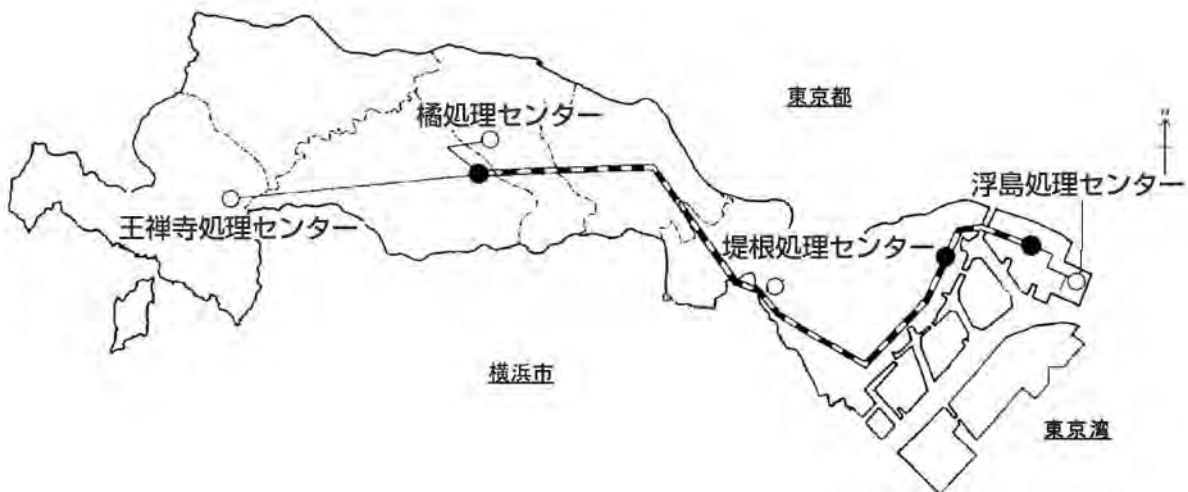 東京都
橘処理センター
浮島処理センター
王禅寺処理センター
堤根処理センター
横浜市
東京湾